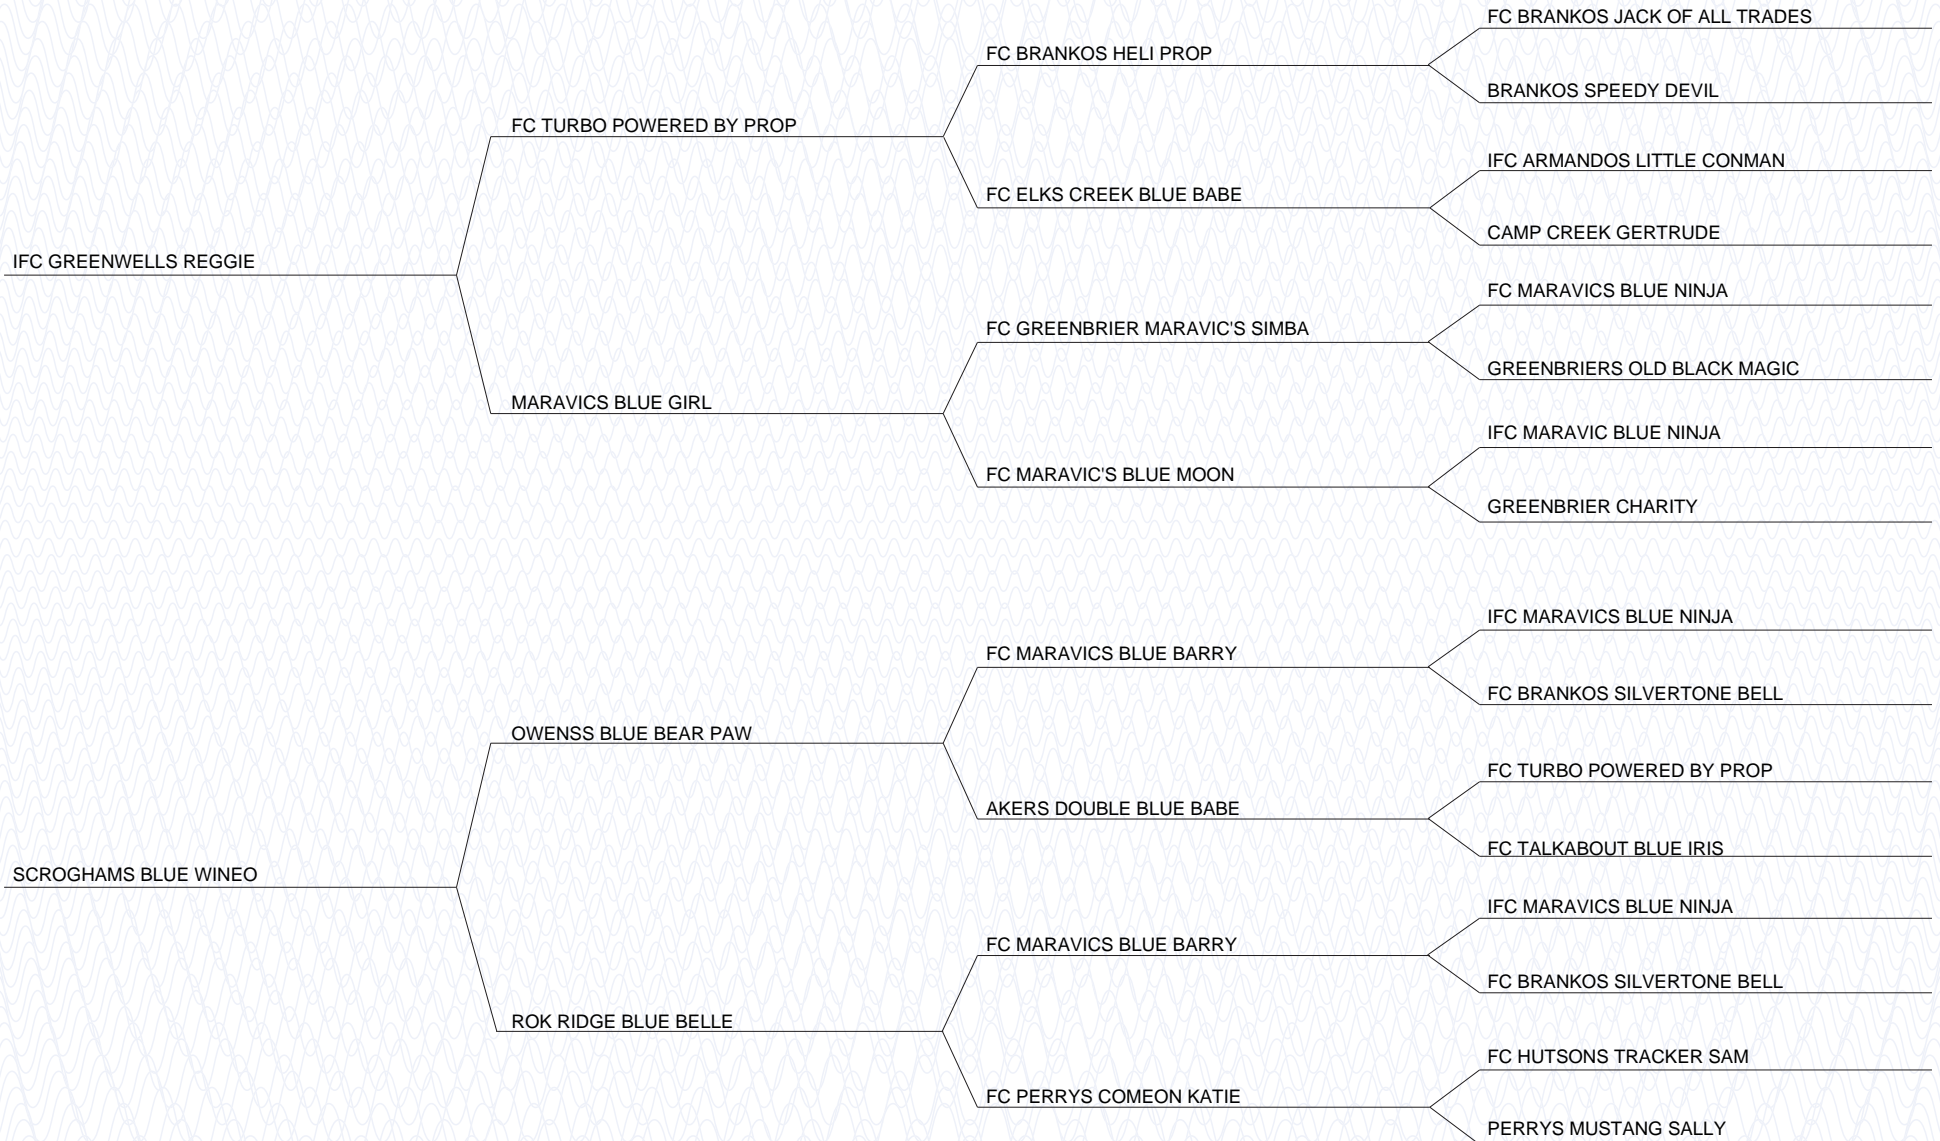 FC BRANKOS JACK OF ALL TRADES
FC BRANKOS HELI PROP
BRANKOS SPEEDY DEVIL
FC TURBO POWERED BY PROP
IFC ARMANDOS LITTLE CONMAN
FC ELKS CREEK BLUE BABE
CAMP CREEK GERTRUDE
IFC GREENWELLS REGGIE
FC MARAVICS BLUE NINJA
FC GREENBRIER MARAVIC'S SIMBA
GREENBRIERS OLD BLACK MAGIC
MARAVICS BLUE GIRL
IFC MARAVIC BLUE NINJA
FC MARAVIC'S BLUE MOON
GREENBRIER CHARITY
IFC MARAVICS BLUE NINJA
FC MARAVICS BLUE BARRY
FC BRANKOS SILVERTONE BELL
OWENSS BLUE BEAR PAW
FC TURBO POWERED BY PROP
AKERS DOUBLE BLUE BABE
FC TALKABOUT BLUE IRIS
SCROGHAMS BLUE WINEO
IFC MARAVICS BLUE NINJA
FC MARAVICS BLUE BARRY
FC BRANKOS SILVERTONE BELL
ROK RIDGE BLUE BELLE
FC HUTSONS TRACKER SAM
FC PERRYS COMEON KATIE
PERRYS MUSTANG SALLY